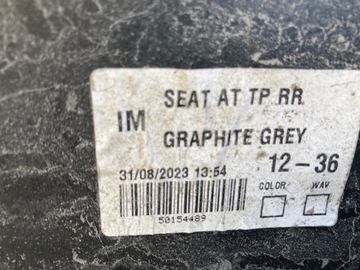 SEAT AT TP RR
IM
GRAPHITE GREY
31/08/2023 13:54
12-36
COLOR WAV
50154489